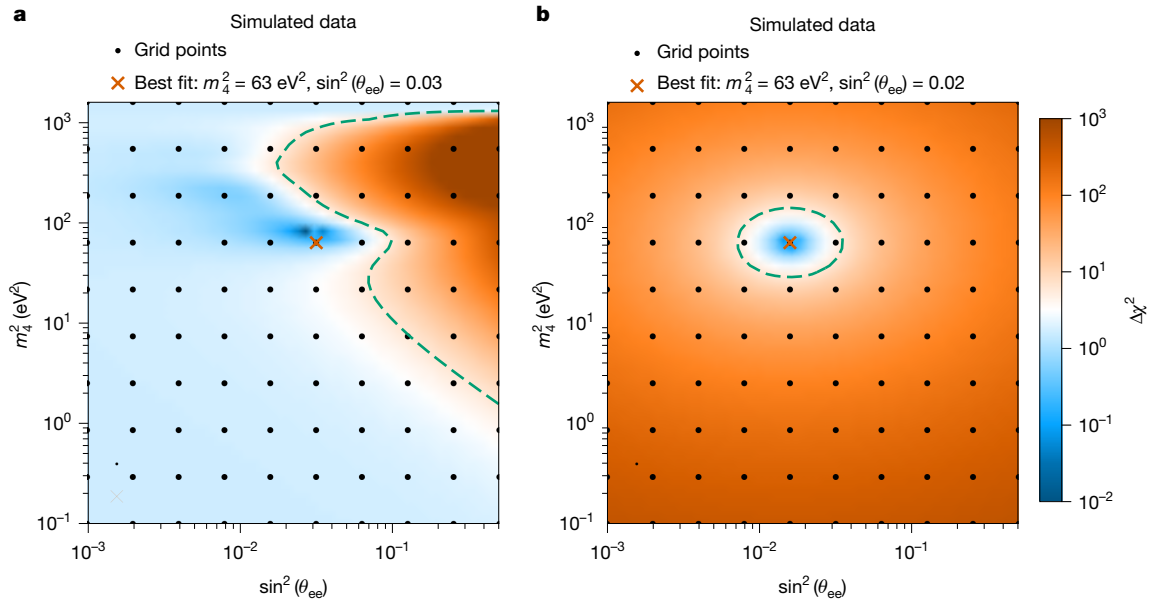 a
Simulated data
Grid points
Best fit: m₄² = 63 eV², sin² (θee) = 0.03
10³
10²
10¹
10⁰
10⁻¹
m₄² (eV²)
10⁻³
10⁻²
10⁻¹
sin² (θee)
b
Simulated data
Grid points
Best fit: m₄² = 63 eV², sin² (θee) = 0.02
10³
10²
10¹
10⁰
10⁻¹
m₄² (eV²)
10⁻³
10⁻²
10⁻¹
sin² (θee)
10³
10²
10¹
10⁰
10⁻¹
10⁻²
Δχ²